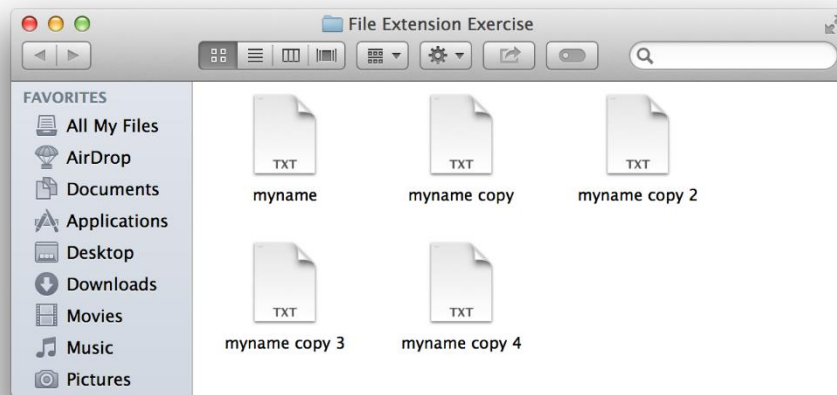 File Extension Exercise
FAVORITES
All My Files
AirDrop
Documents
Applications
Desktop
Downloads
Movies
Music
Pictures
TXT
TXT
TXT
myname
myname copy
myname copy 2
TXT
TXT
myname copy 3
myname copy 4